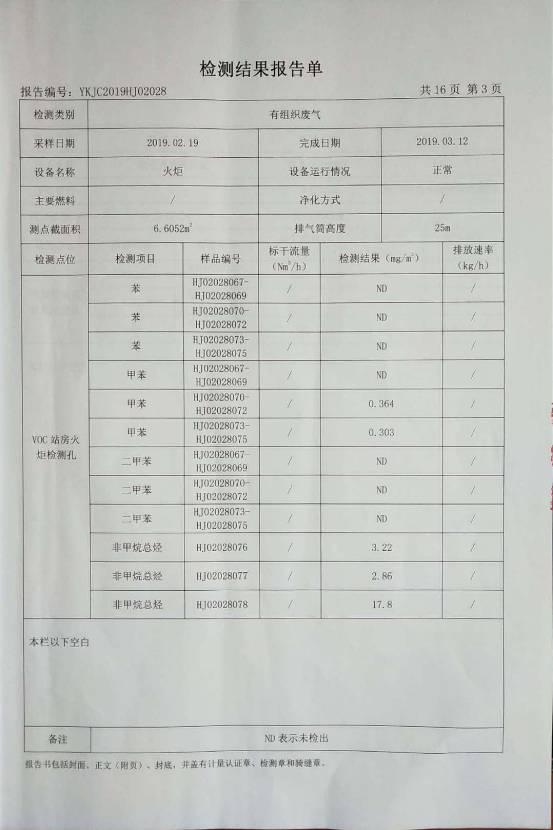 检测结果报告单
报告编号：YKJC2019HJ02028 共 16 页 第 3 页
检测类别 有组织废气
采样日期 2019.02.19 完成日期 2019.03.12
设备名称 火炬 设备运行情况 正常
主要燃料 / 净化方式 /
测点截面积 6.6052m² 排气筒高度 25m
检测点位 检测项目 样品编号 标干流量（Nm³/h） 检测结果（mg/m³） 排放速率（kg/h）
VOC 站房火炬检测孔
苯 HJ02028067-HJ02028069 / ND /
苯 HJ02028070-HJ02028072 / ND /
苯 HJ02028073-HJ02028075 / ND /
甲苯 HJ02028067-HJ02028069 / ND /
甲苯 HJ02028070-HJ02028072 / 0.364 /
甲苯 HJ02028073-HJ02028075 / 0.303 /
二甲苯 HJ02028067-HJ02028069 / ND /
二甲苯 HJ02028070-HJ02028072 / ND /
二甲苯 HJ02028073-HJ02028075 / ND /
非甲烷总烃 HJ02028076 / 3.22 /
非甲烷总烃 HJ02028077 / 2.86 /
非甲烷总烃 HJ02028078 / 17.8 /
本栏以下空白
备注 ND 表示未检出
报告书包括封面、正文（附页）、封底，并盖有计量认证章、检测章和骑缝章。